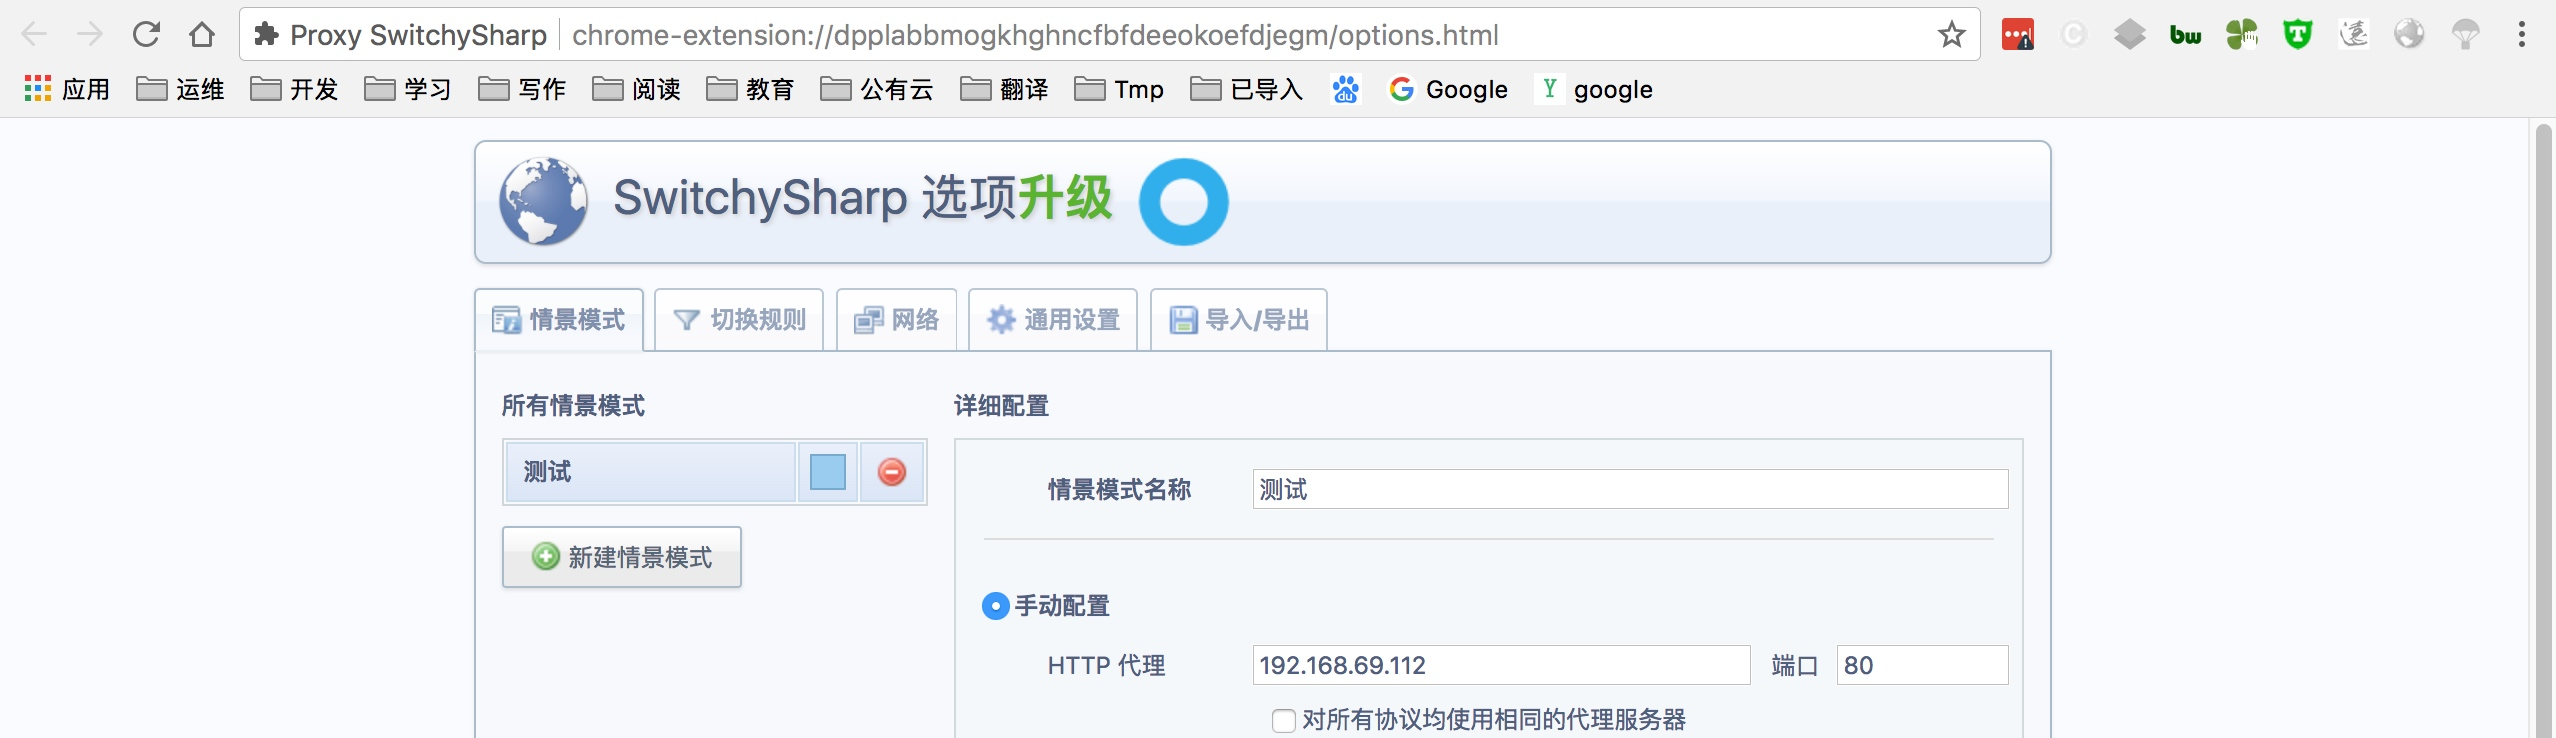 Proxy SwitchySharp chrome-extension://dpplabbmogkhghncfbfdeeokoefdjegm/options.html
应用 运维 开发 学习 写作 阅读 教育 公有云 翻译 Tmp 已导入 du Google Y google
SwitchySharp 选项升级
情景模式 切换规则 网络 通用设置 导入/导出
所有情景模式 详细配置
测试
情景模式名称 测试
新建情景模式
手动配置
HTTP 代理 192.168.69.112 端口 80
对所有协议均使用相同的代理服务器